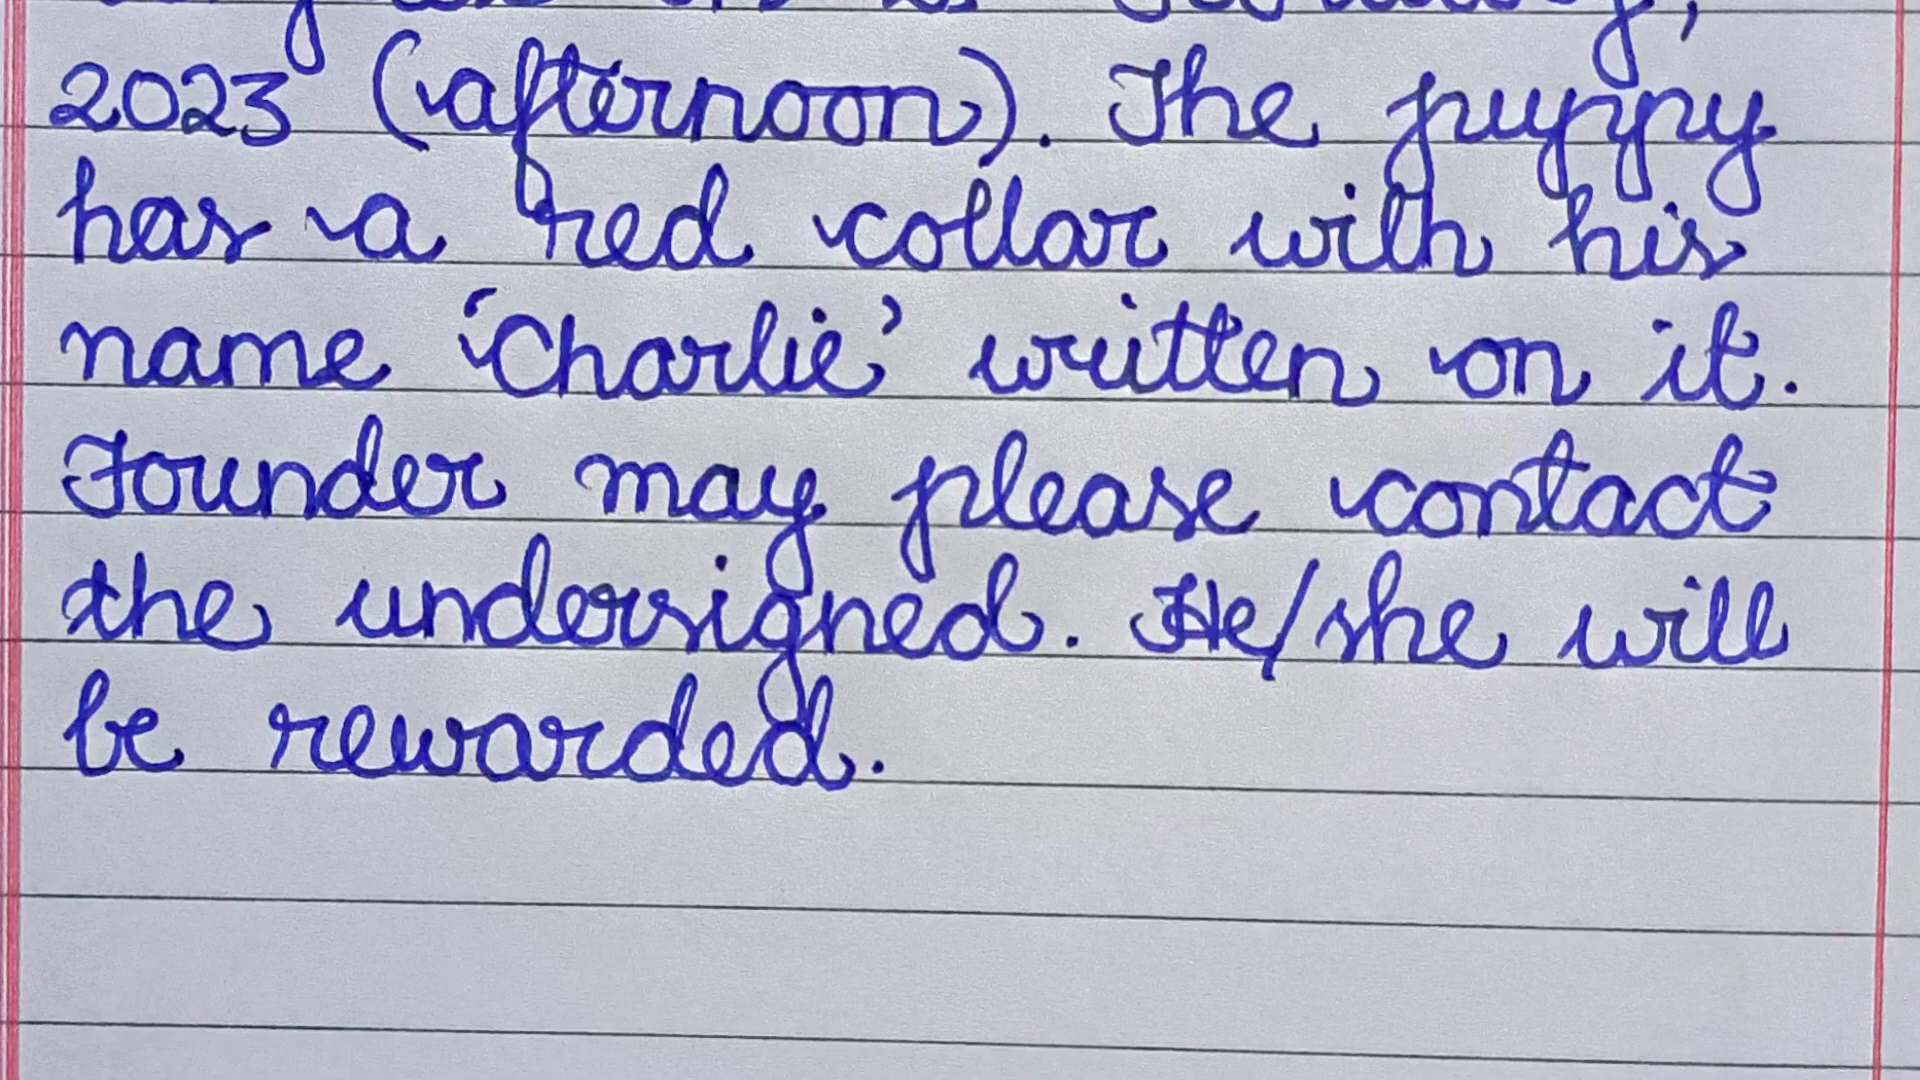 2023 (afternoon). The puppy
has a red collar with his
name 'Charlie' written on it.
Founder may please contact
the undersigned. He/she will
be rewarded.